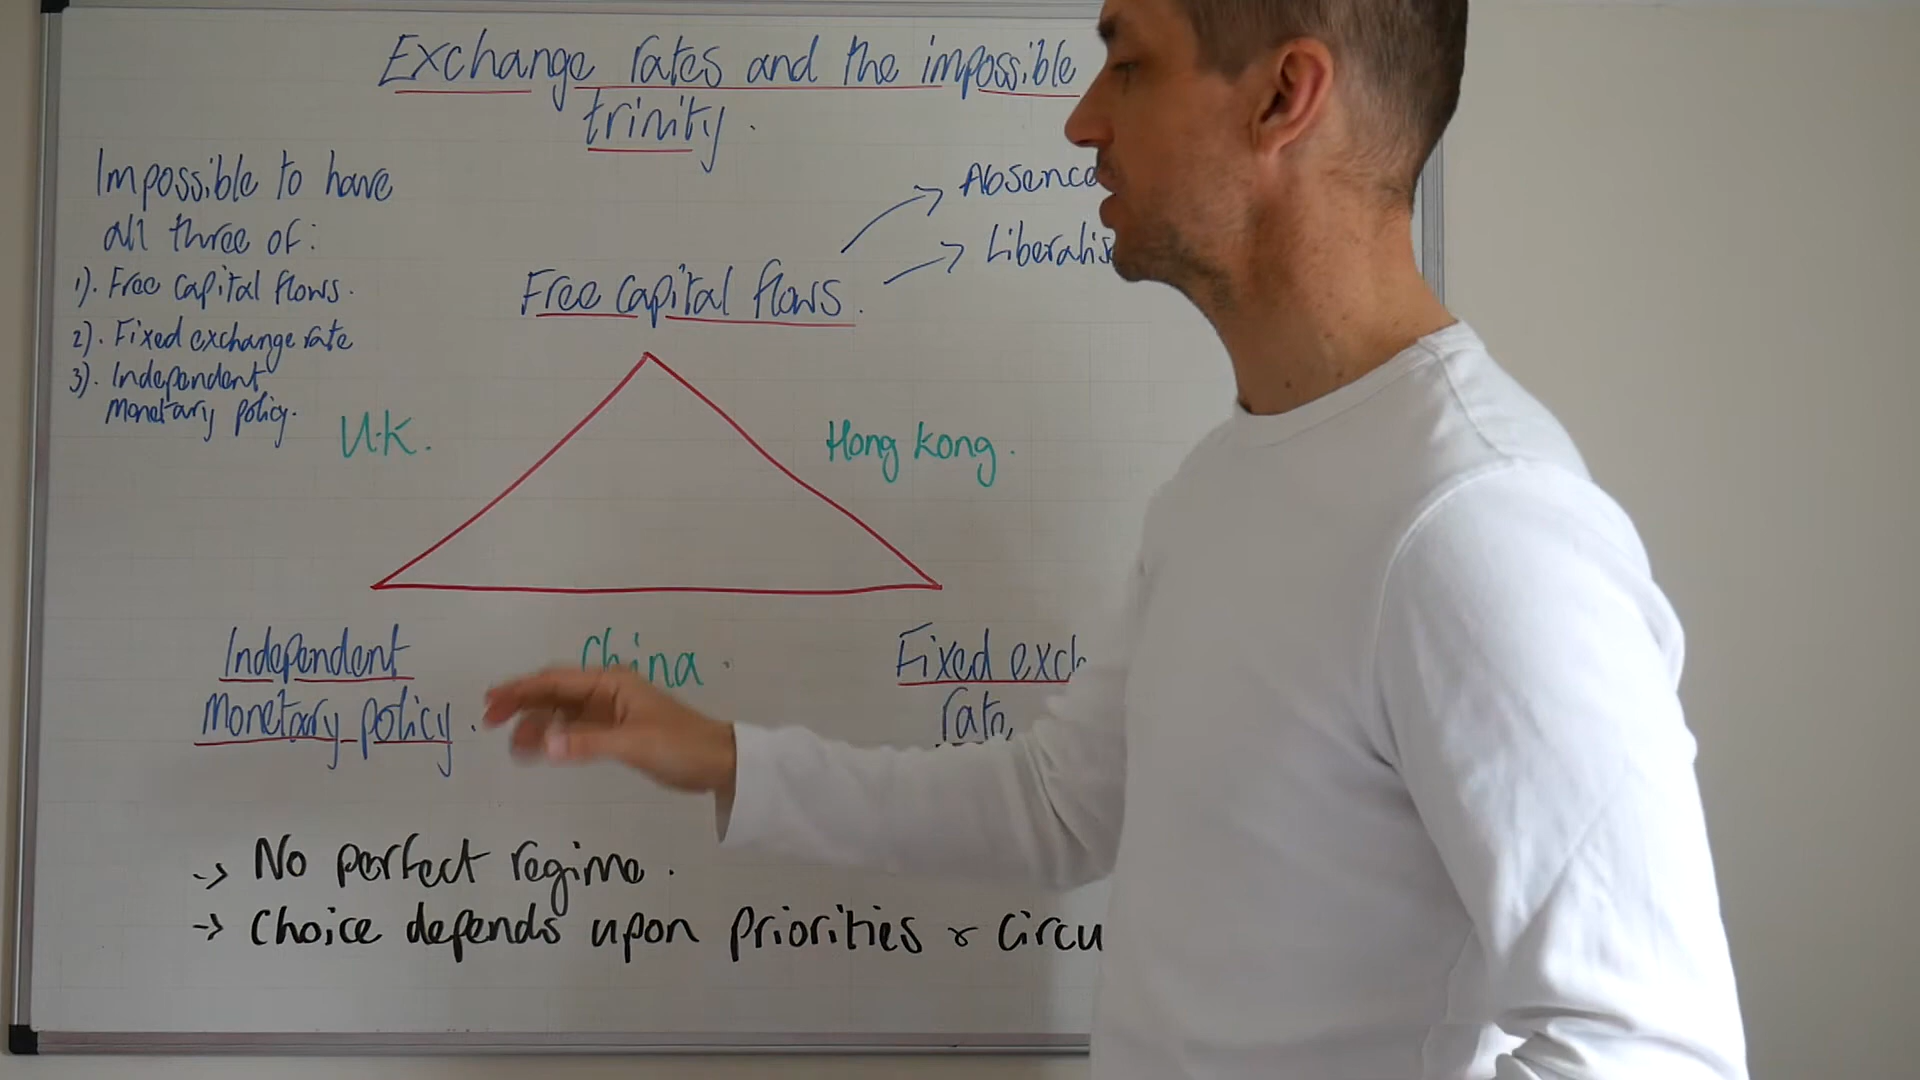 Exchange rates and the impossible
trinity.
Impossible to have
all three of:
1). Free capital flows.
2). Fixed exchange rate
3). Independent
monetary policy.
Absence
Liberalis
Free capital flows.
U.K.
Hong Kong.
Independent
monetary policy.
China.
Fixed exch
rate,
-> No perfect regime.
-> Choice depends upon priorities & Circu